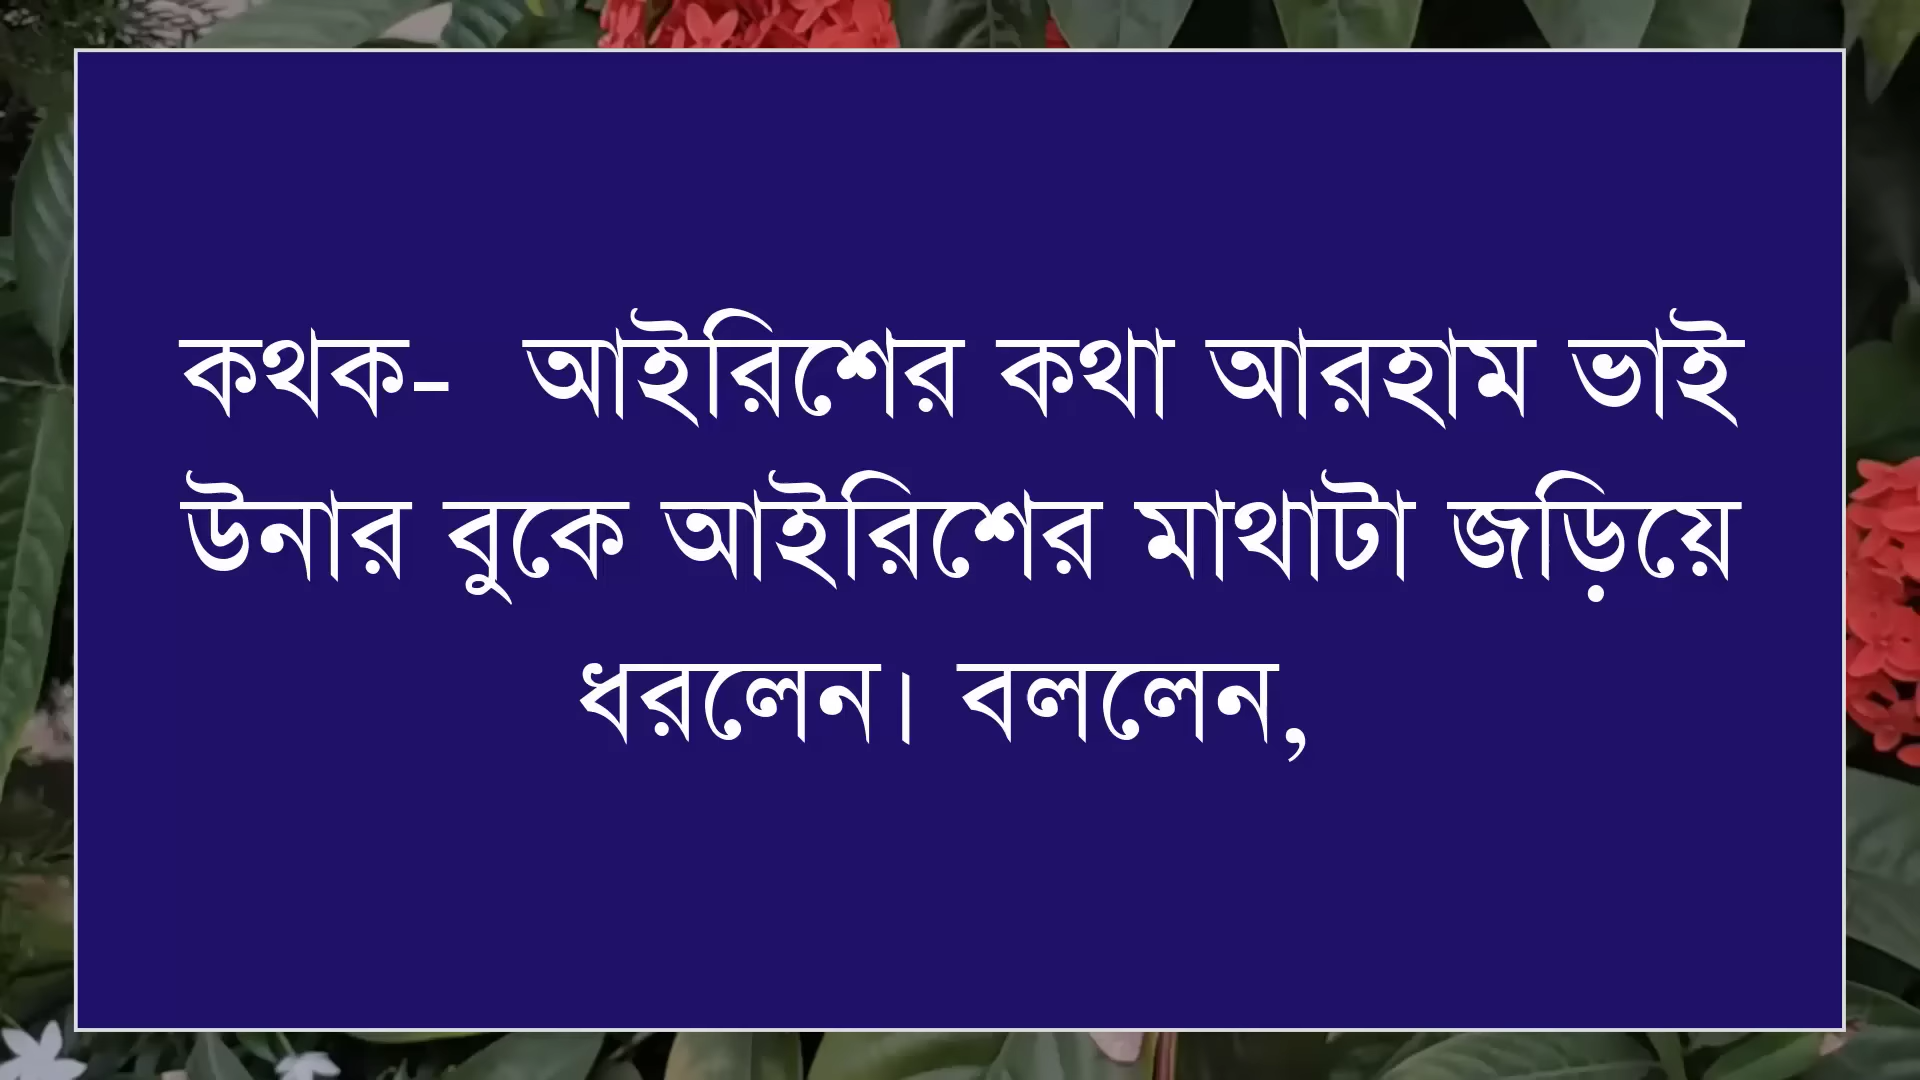 কথক-  আইরিশের কথা আরহাম ভাই
উনার বুকে আইরিশের মাথাটা জড়িয়ে
ধরলেন। বললেন,